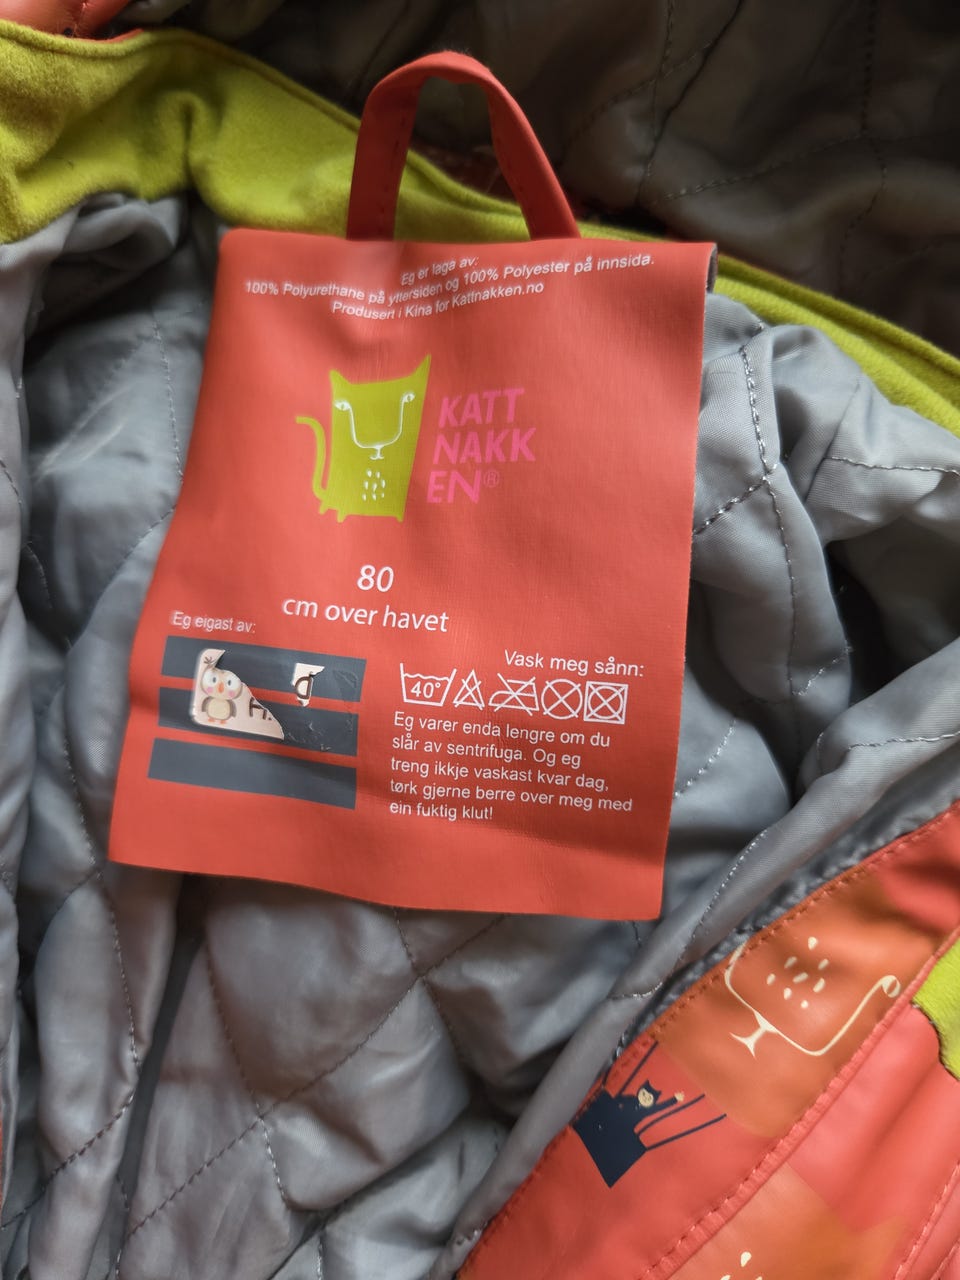 Eg er laga av:
100% Polyurethane på yttersiden og 100% Polyester på innsida.
Produsert i Kina for Kattnakken.no
KATT
NAKK
EN®
80
cm over havet
Eg eigast av:
Vask meg sånn:
40°
Eg varer enda lengre om du
slår av sentrifuga. Og eg
treng ikkje vaskast kvar dag,
tørk gjerne berre over meg med
ein fuktig klut!